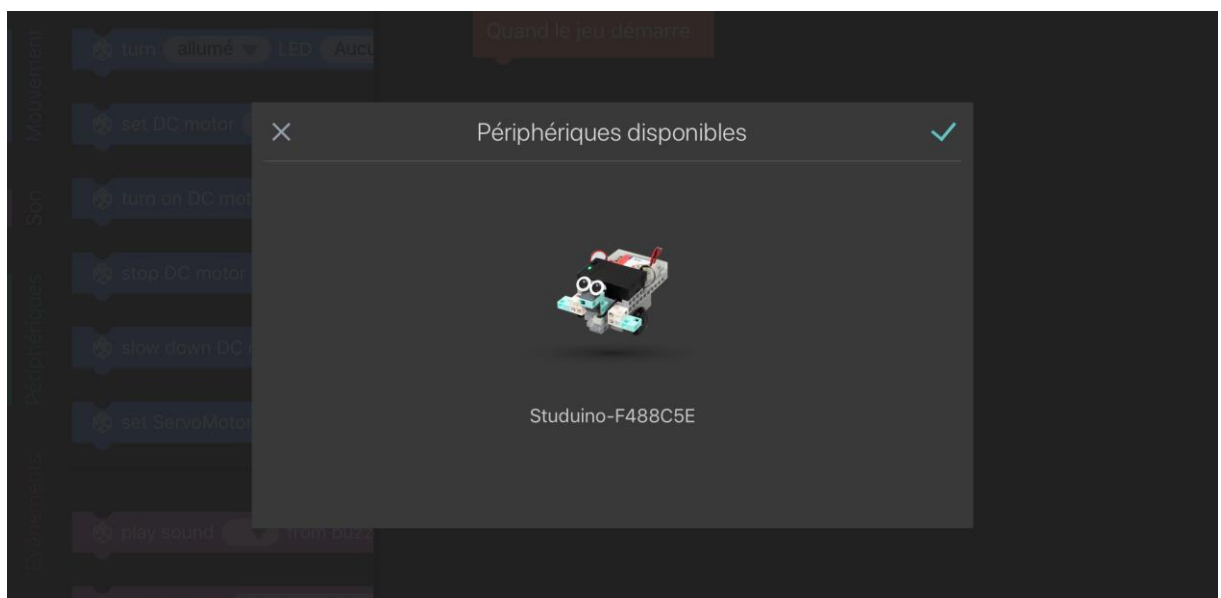 Quand le jeu démarre
Mouvement
Son
Périphériques
Évènements
turn allumé LED Aucu
set DC motor
turn on DC mot
stop DC motor
slow down DC
set ServoMotor
play sound from buzz
Périphériques disponibles
Studuino-F488C5E